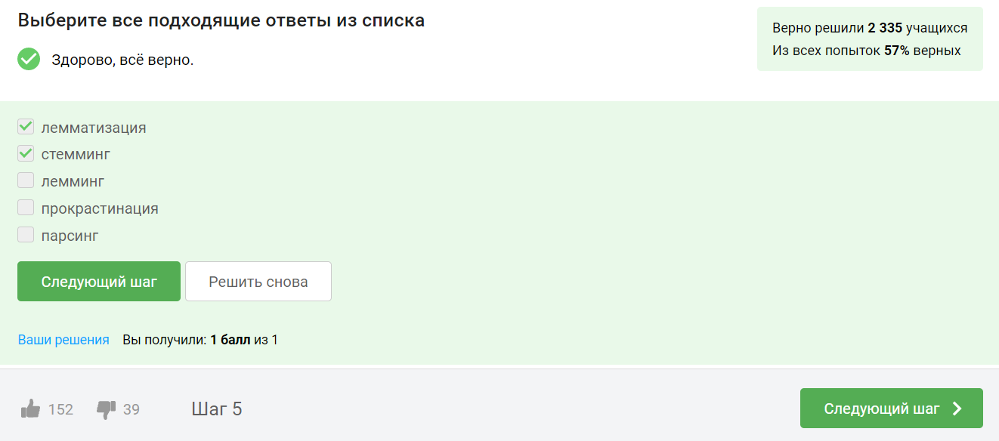 Выберите все подходящие ответы из списка
Верно решили 2 335 учащихся
Из всех попыток 57% верных
Здорово, всё верно.
лемматизация
стемминг
лемминг
прокрастинация
парсинг
Следующий шаг
Решить снова
Ваши решения Вы получили: 1 балл из 1
152 39 Шаг 5 Следующий шаг